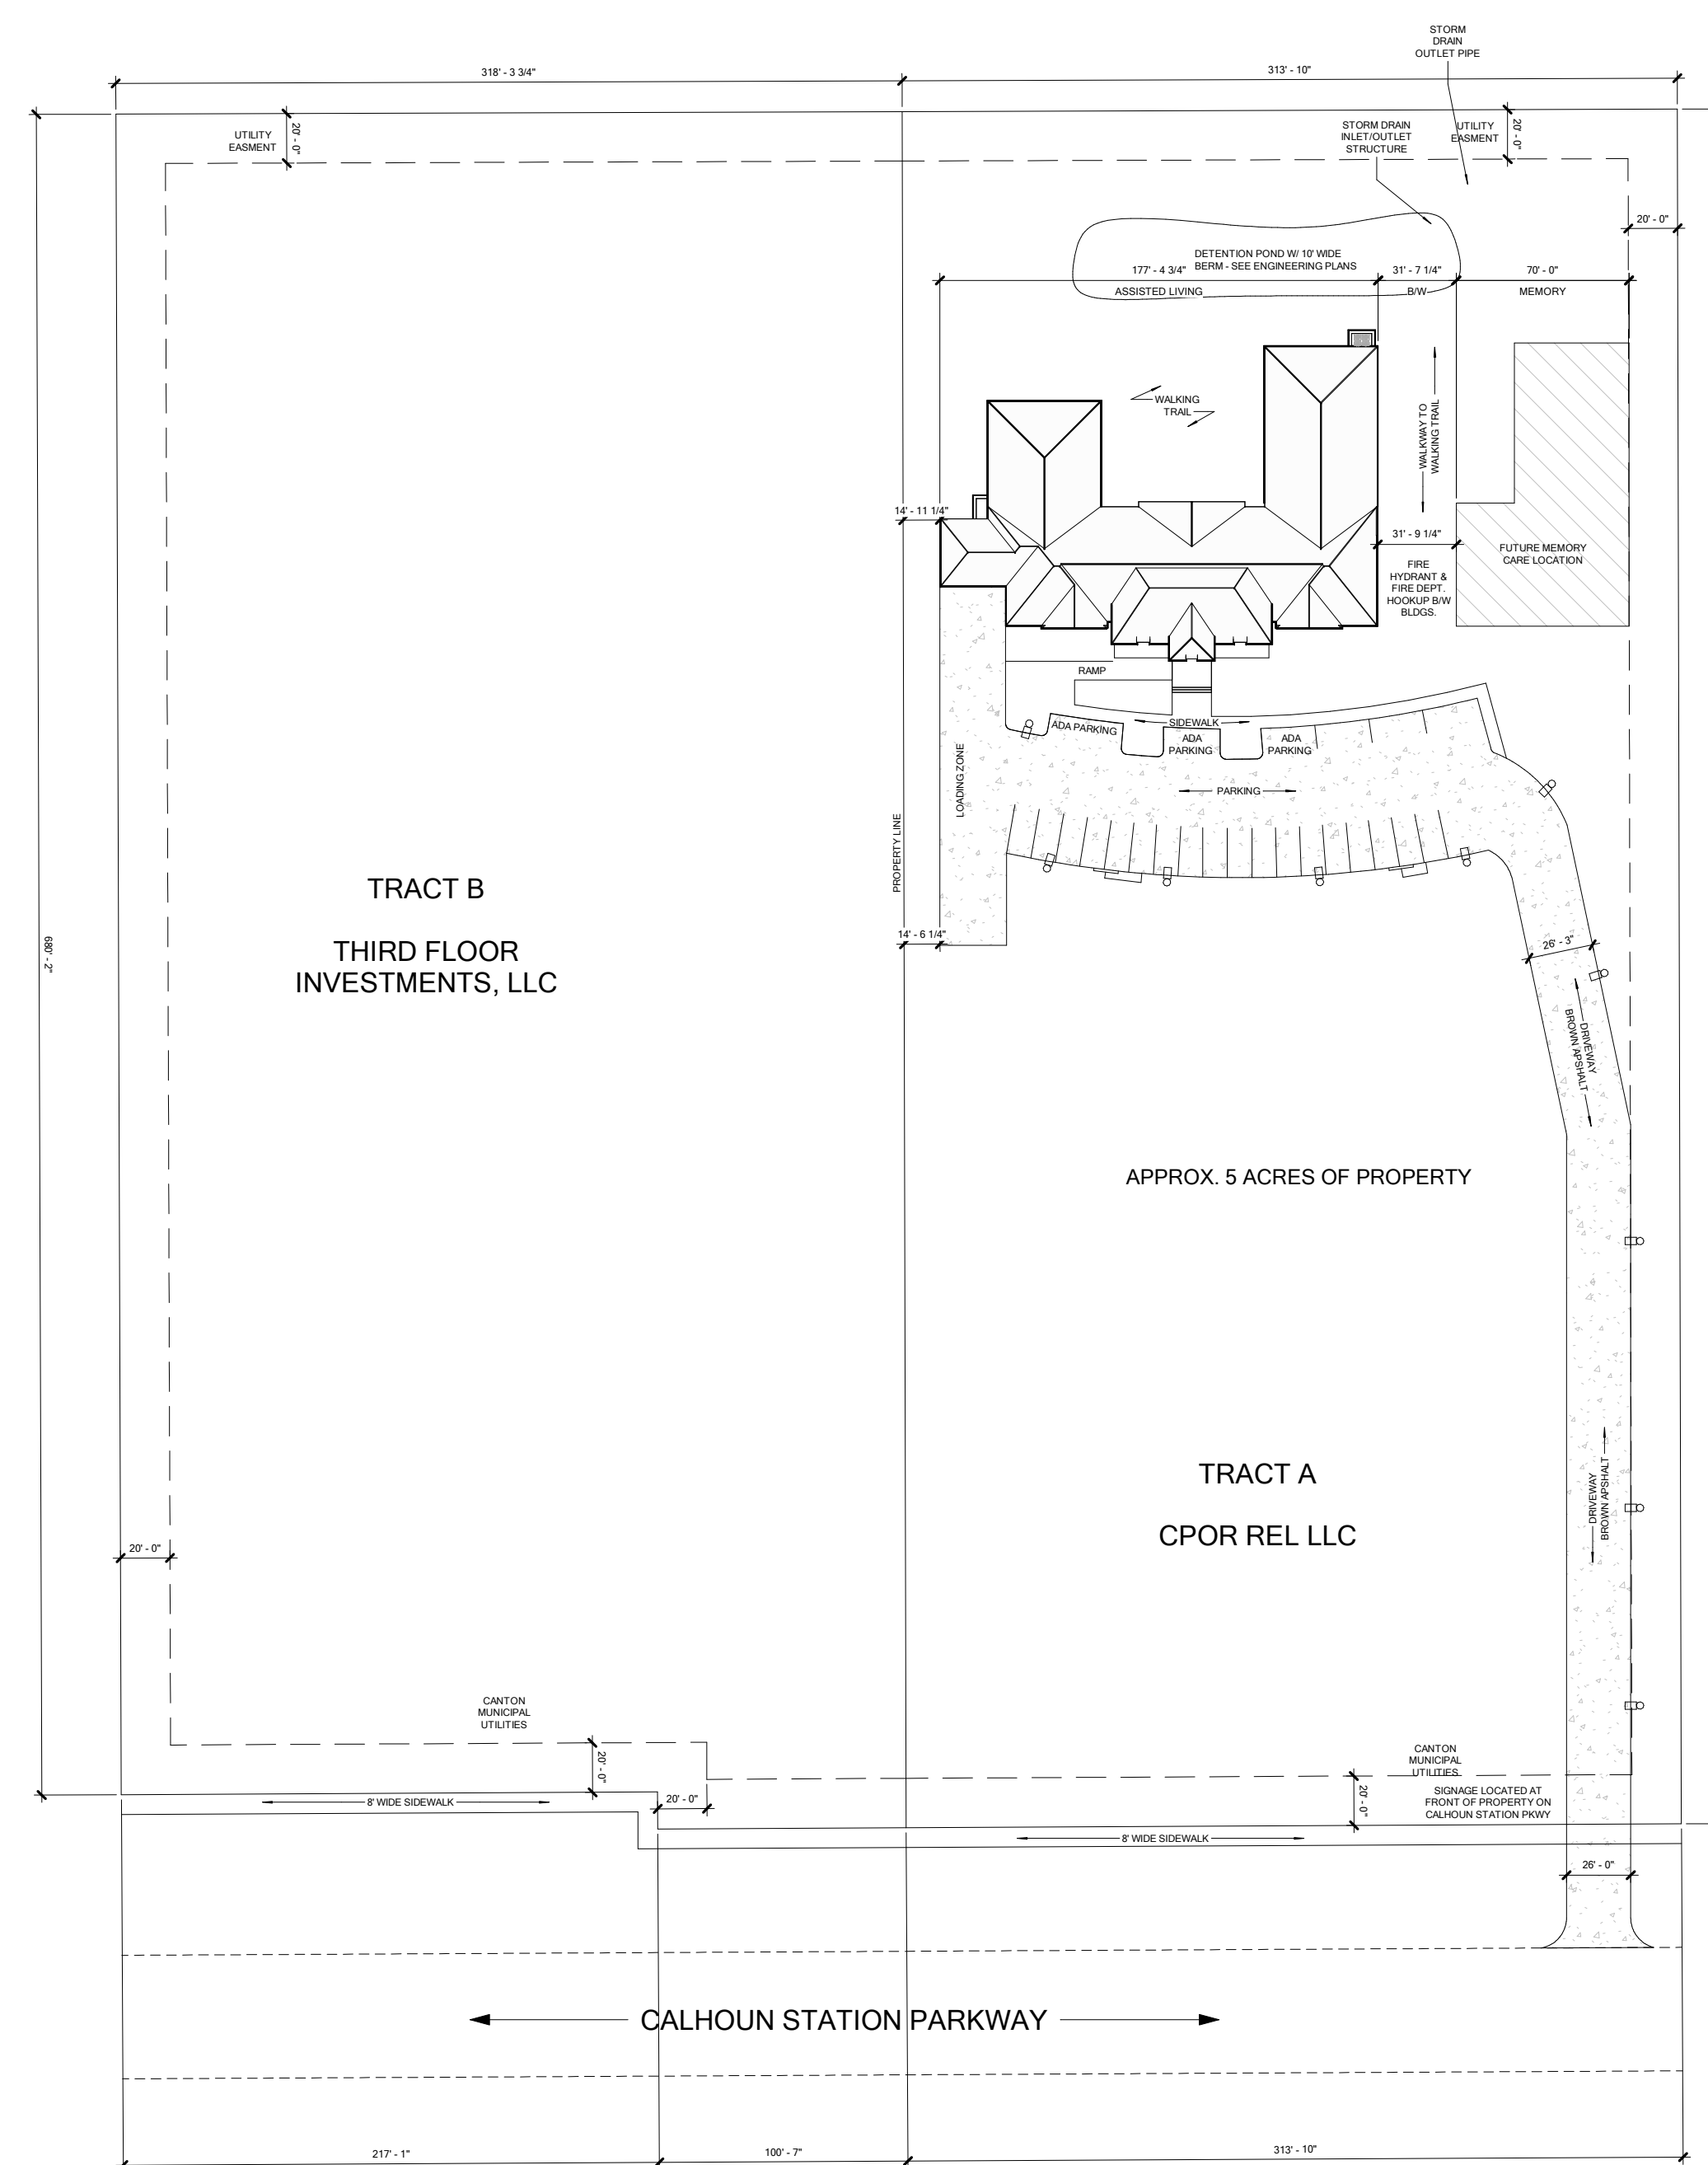 STORM
DRAIN
OUTLET PIPE
318' - 3 3/4"
313' - 10"
UTILITY
EASMENT
20' - 0"
STORM DRAIN
INLET/OUTLET
STRUCTURE
UTILITY
EASMENT
20' - 0"
20' - 0"
DETENTION POND W/ 10' WIDE
BERM - SEE ENGINEERING PLANS
177' - 4 3/4"
31' - 7 1/4"
70' - 0"
ASSISTED LIVING
B/W
MEMORY
WALKING
TRAIL
WALKWAY TO
WALKING TRAIL
14' - 11 1/4"
31' - 9 1/4"
FUTURE MEMORY
CARE LOCATION
FIRE
HYDRANT &
FIRE DEPT.
HOOKUP B/W
BLDGS.
RAMP
SIDEWALK
ADA PARKING
ADA
PARKING
ADA
PARKING
LOADING ZONE
PARKING
PROPERTY LINE
TRACT B
THIRD FLOOR
INVESTMENTS, LLC
680' - 2"
14' - 6 1/4"
26' - 3"
DRIVEWAY
BROWN APSHALT
APPROX. 5 ACRES OF PROPERTY
TRACT A
CPOR REL LLC
DRIVEWAY
BROWN APSHALT
20' - 0"
CANTON
MUNICIPAL
UTILITIES
20' - 0"
20' - 0"
CANTON
MUNICIPAL
UTILITIES
20' - 0"
SIGNAGE LOCATED AT
FRONT OF PROPERTY ON
CALHOUN STATION PKWY
8' WIDE SIDEWALK
8' WIDE SIDEWALK
26' - 0"
CALHOUN STATION PARKWAY
217' - 1"
100' - 7"
313' - 10"